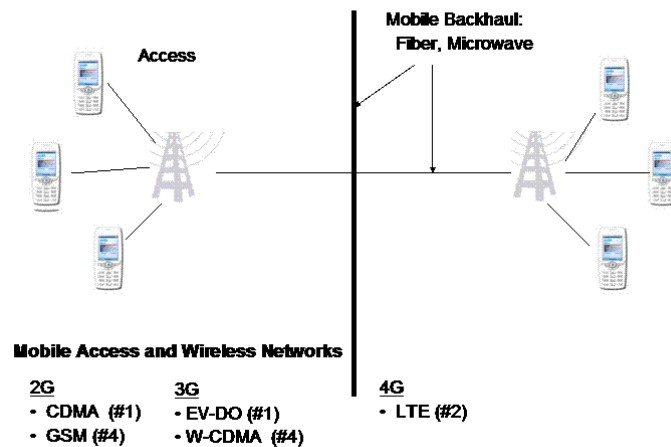 Mobile Backhaul:
Fiber, Microwave
Access
Mobile Access and Wireless Networks
2G
• CDMA (#1)
• GSM (#4)
3G
• EV-DO (#1)
• W-CDMA (#4)
4G
• LTE (#2)